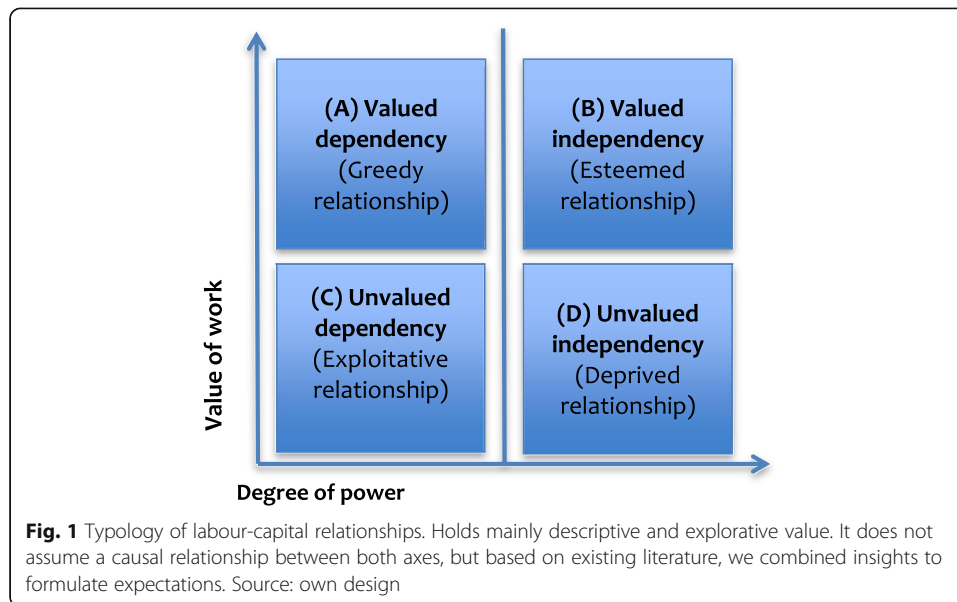 (A) Valued
dependency
(Greedy
relationship)
(B) Valued
independency
(Esteemed
relationship)
(C) Unvalued
dependency
(Exploitative
relationship)
(D) Unvalued
independency
(Deprived
relationship)
Value of work
Degree of power
Fig. 1 Typology of labour-capital relationships. Holds mainly descriptive and explorative value. It does not
assume a causal relationship between both axes, but based on existing literature, we combined insights to
formulate expectations. Source: own design